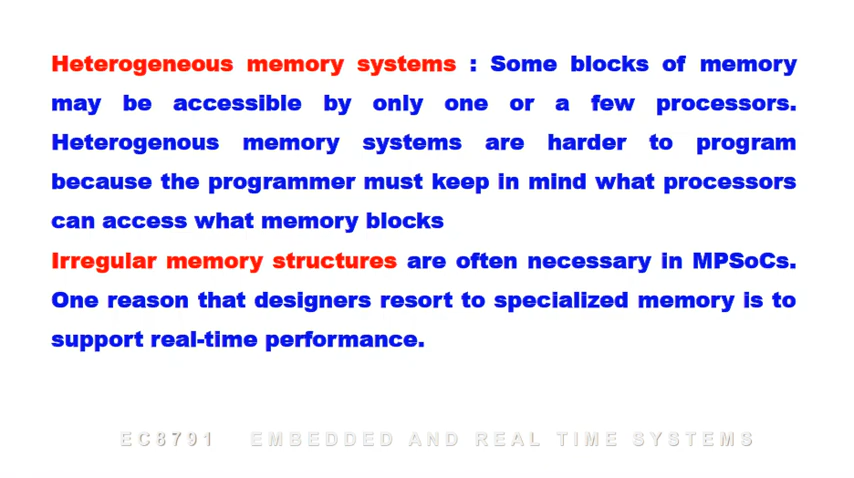 Heterogeneous memory systems : Some blocks of memory
may be accessible by only one or a few processors.
Heterogenous memory systems are harder to program
because the programmer must keep in mind what processors
can access what memory blocks
Irregular memory structures are often necessary in MPSoCs.
One reason that designers resort to specialized memory is to
support real-time performance.
EC8791 EMBEDDED AND REAL TIME SYSTEMS